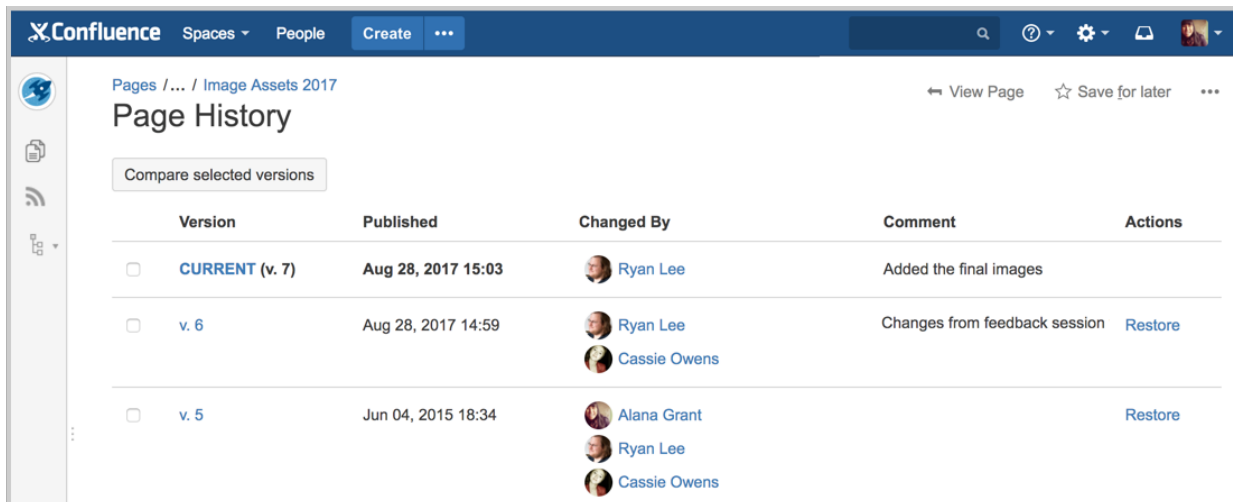 Confluence Spaces People Create •••
Pages /... / Image Assets 2017
View Page Save for later •••
Page History
Compare selected versions
Version Published Changed By Comment Actions
CURRENT (v. 7) Aug 28, 2017 15:03 Ryan Lee Added the final images
v. 6 Aug 28, 2017 14:59 Ryan Lee Changes from feedback session Restore
Cassie Owens
v. 5 Jun 04, 2015 18:34 Alana Grant Restore
Ryan Lee
Cassie Owens